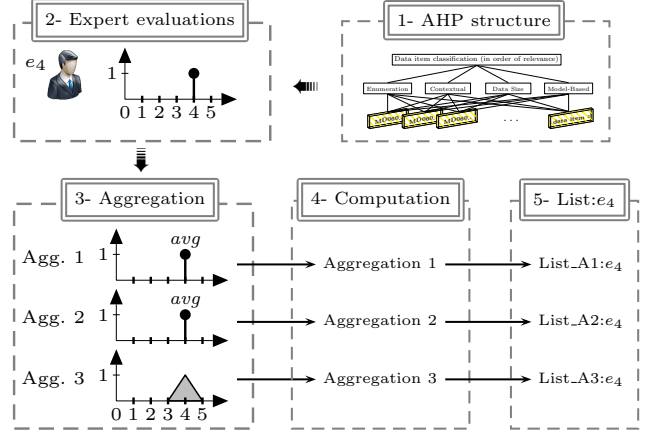 2- Expert evaluations
1- AHP structure
e4
1
0 1 2 3 4 5
Data item classification (in order of relevance)
Enumeration Contextual Data Size Model-Based
...
data item
3- Aggregation
4- Computation
5- List:e4
Agg. 1
1
avg
Aggregation 1
List_A1:e4
Agg. 2
1
avg
Aggregation 2
List_A2:e4
Agg. 3
1
0 1 2 3 4 5
Aggregation 3
List_A3:e4